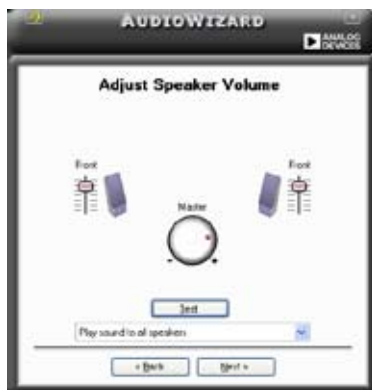 AUDIOWIZARD
ANALOG
DEVICES
Adjust Speaker Volume
Front
Front
Master
- +
Test
Play sound to all speakers
< Back Next >